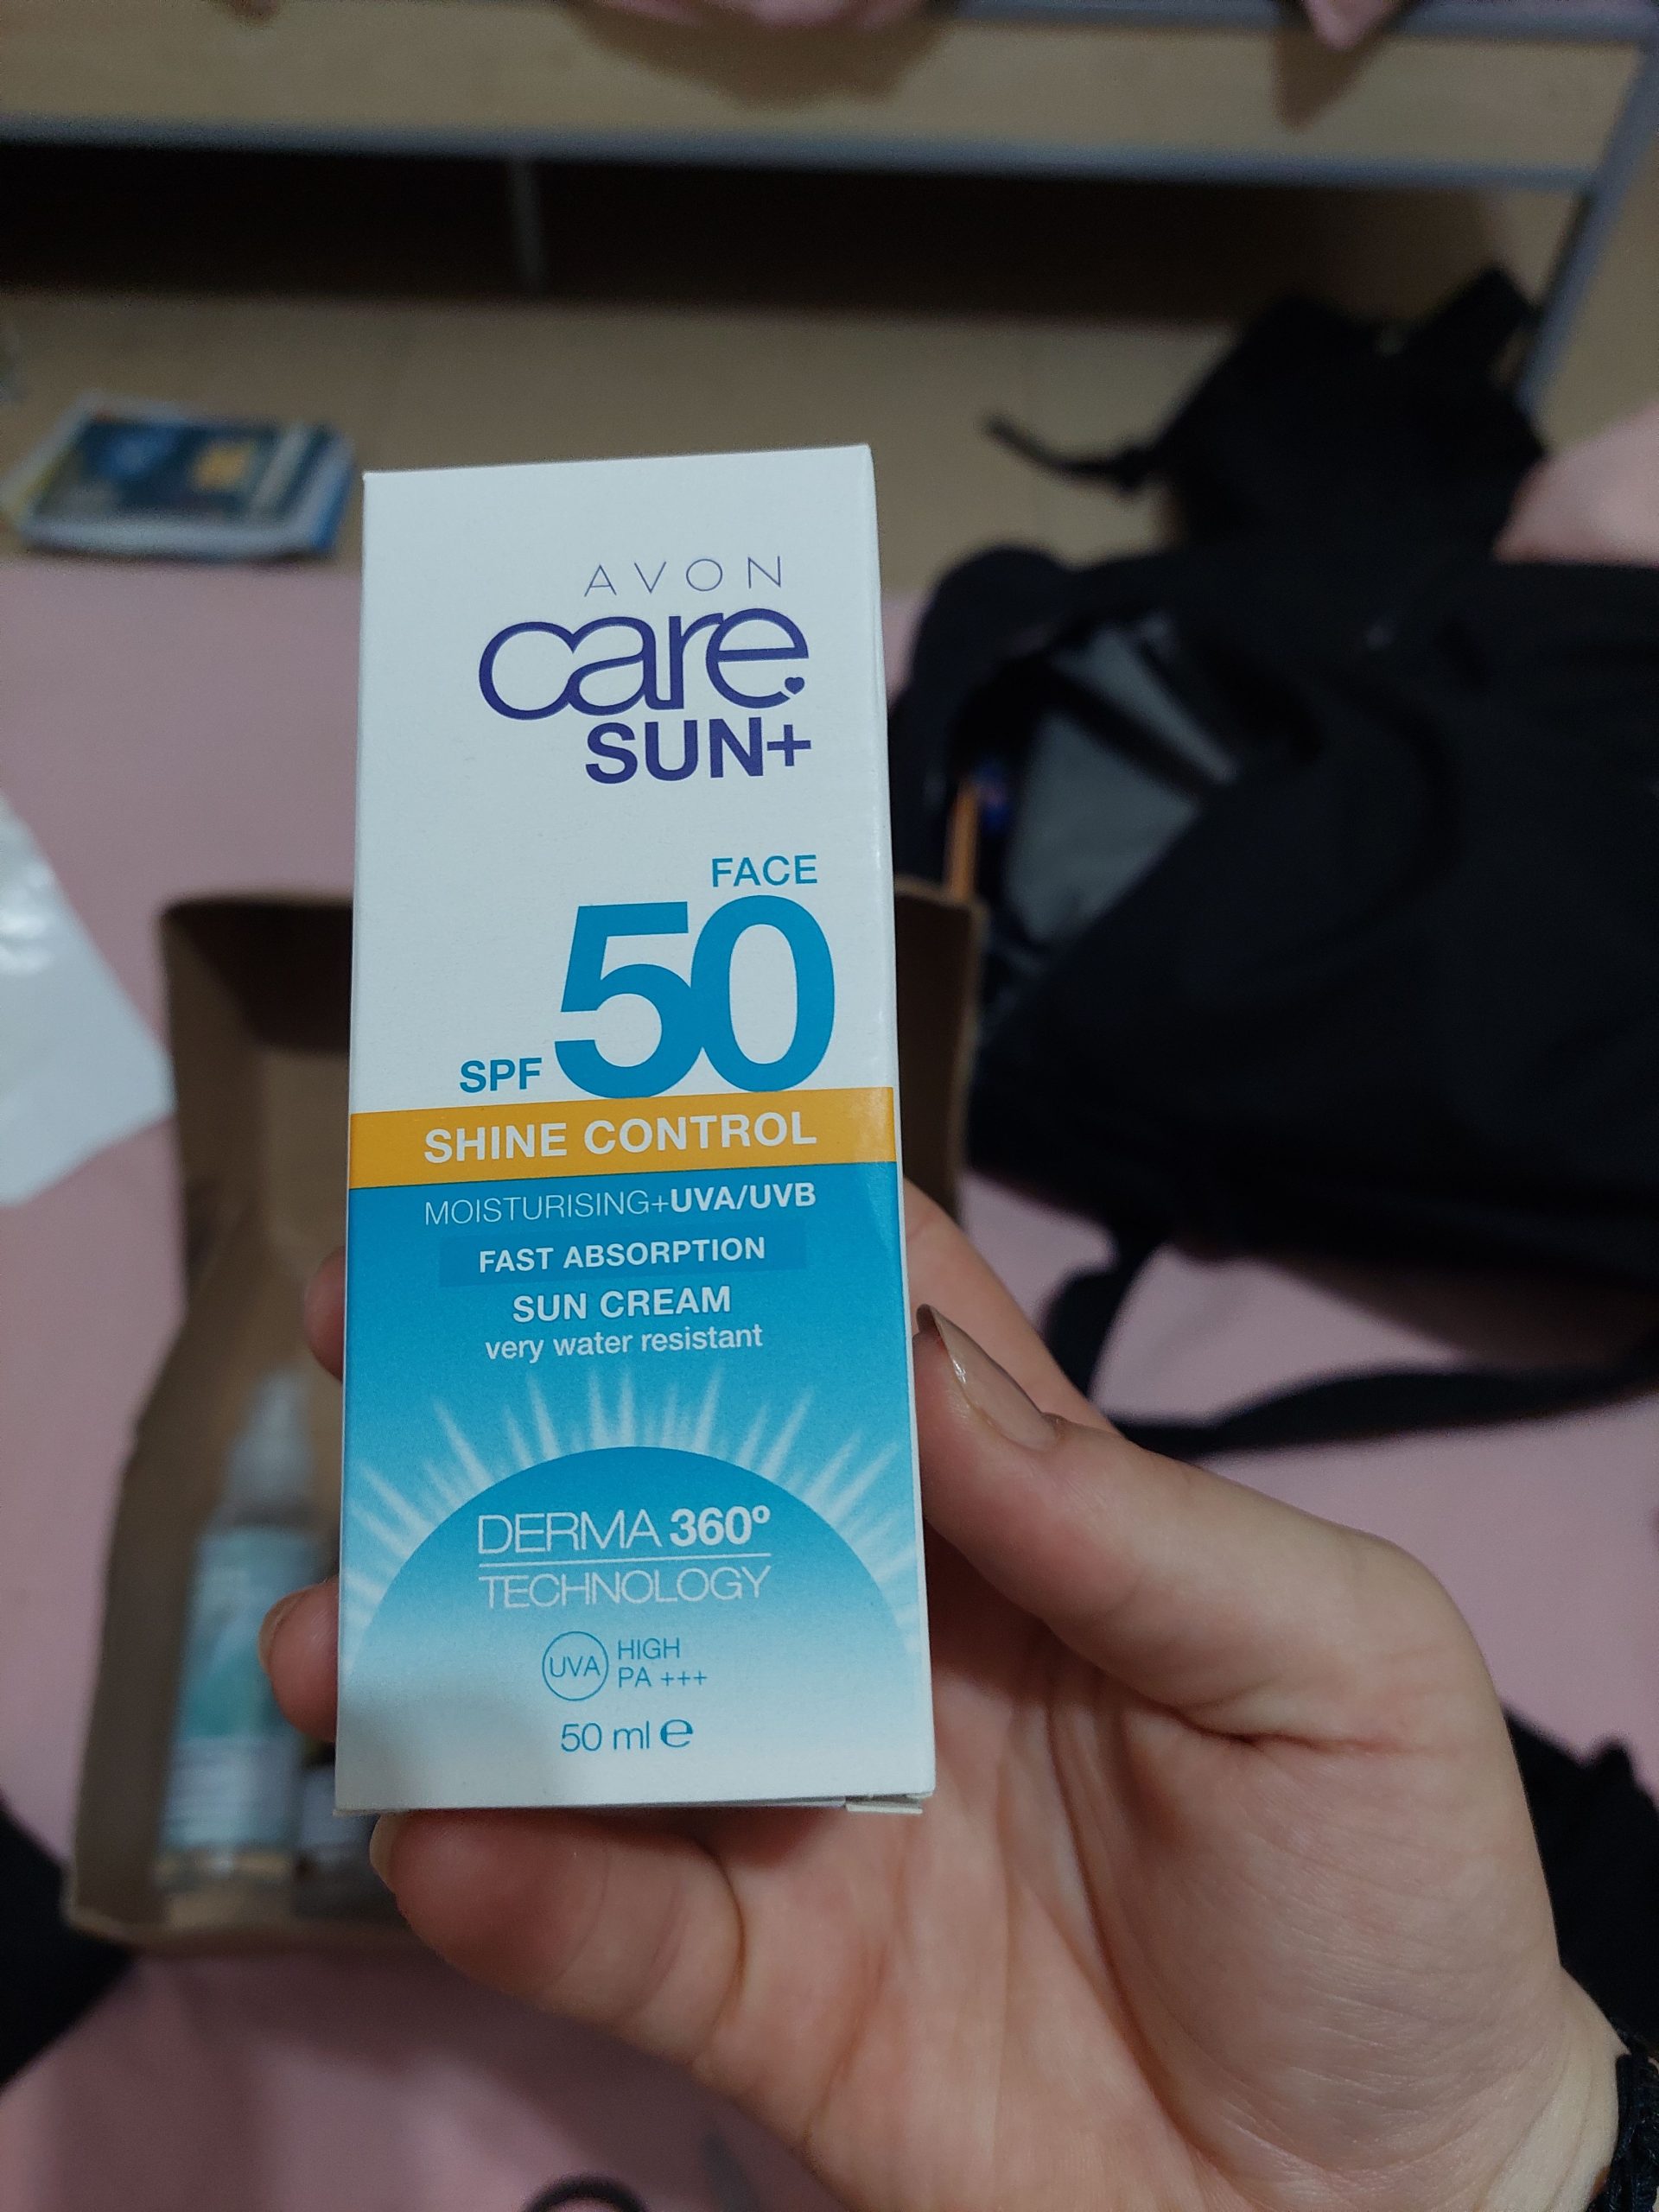 AVON
care
SUN+
FACE
SPF 50
SHINE CONTROL
MOISTURISING+UVA/UVB
FAST ABSORPTION
SUN CREAM
very water resistant
DERMA 360º
TECHNOLOGY
UVA HIGH
PA +++
50 ml e